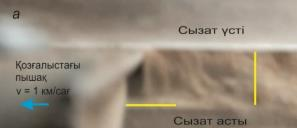 a
Сызат үсті
Қозғалыстағы
пышақ
v = 1 км/сағ
Сызат асты